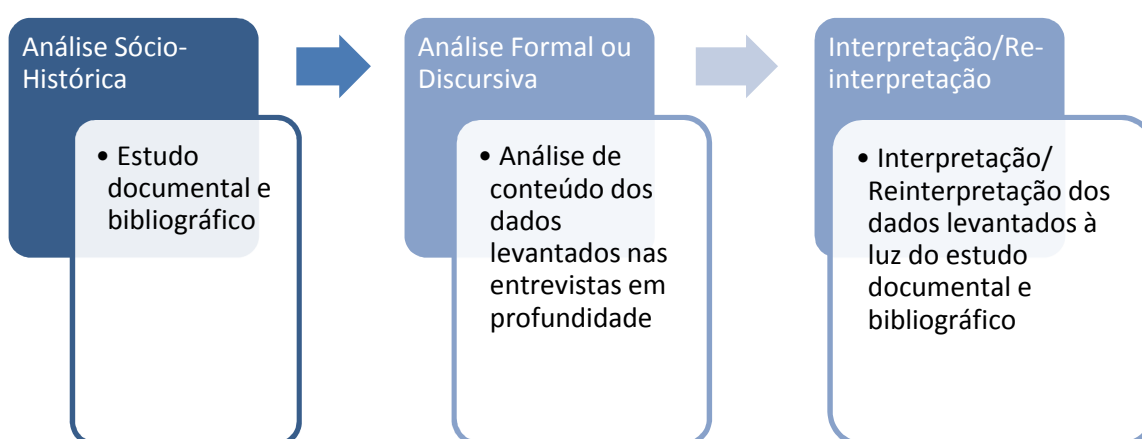 Análise Sócio-
Histórica
• Estudo
documental e
bibliográfico
Análise Formal ou
Discursiva
• Análise de
conteúdo dos
dados
levantados nas
entrevistas em
profundidade
Interpretação/Re-
interpretação
• Interpretação/
Reinterpretação dos
dados levantados à
luz do estudo
documental e
bibliográfico